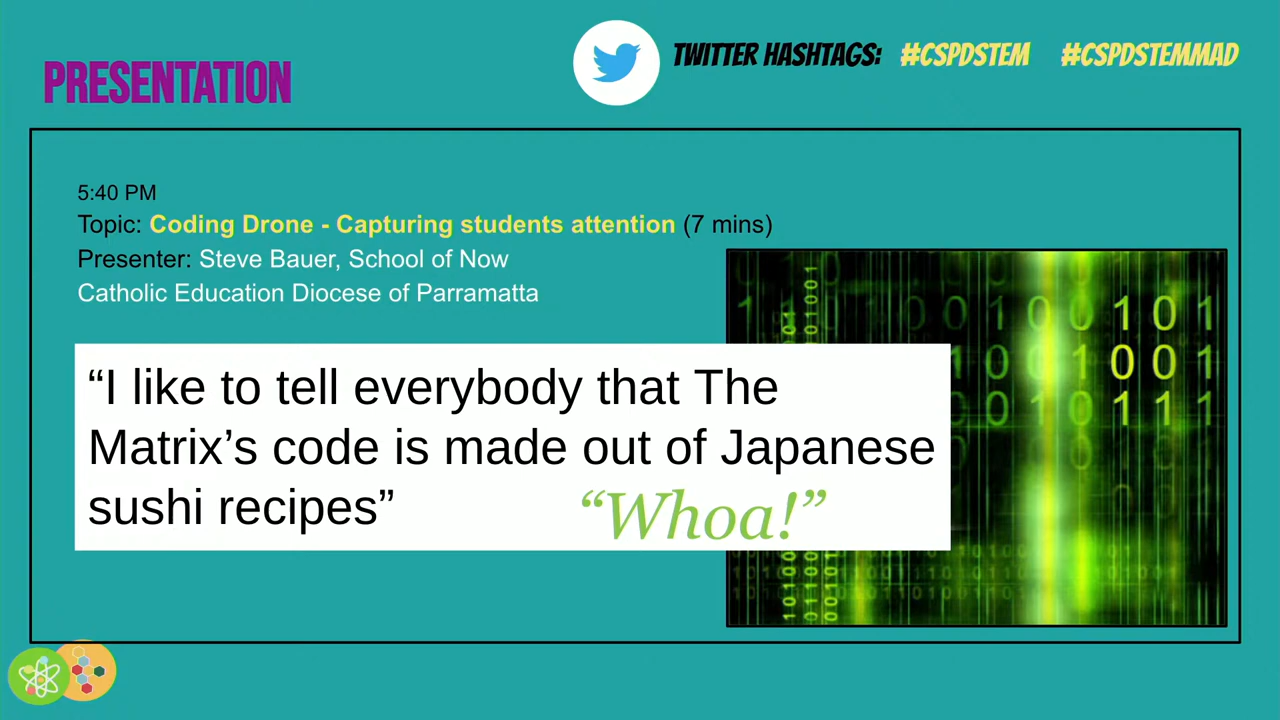 PRESENTATION
TWITTER HASHTAGS: #CSPDSTEM #CSPDSTEMMAD
5:40 PM
Topic: Coding Drone - Capturing students attention (7 mins)
Presenter: Steve Bauer, School of Now
Catholic Education Diocese of Parramatta
“I like to tell everybody that The
Matrix’s code is made out of Japanese
sushi recipes”
“Whoa!”